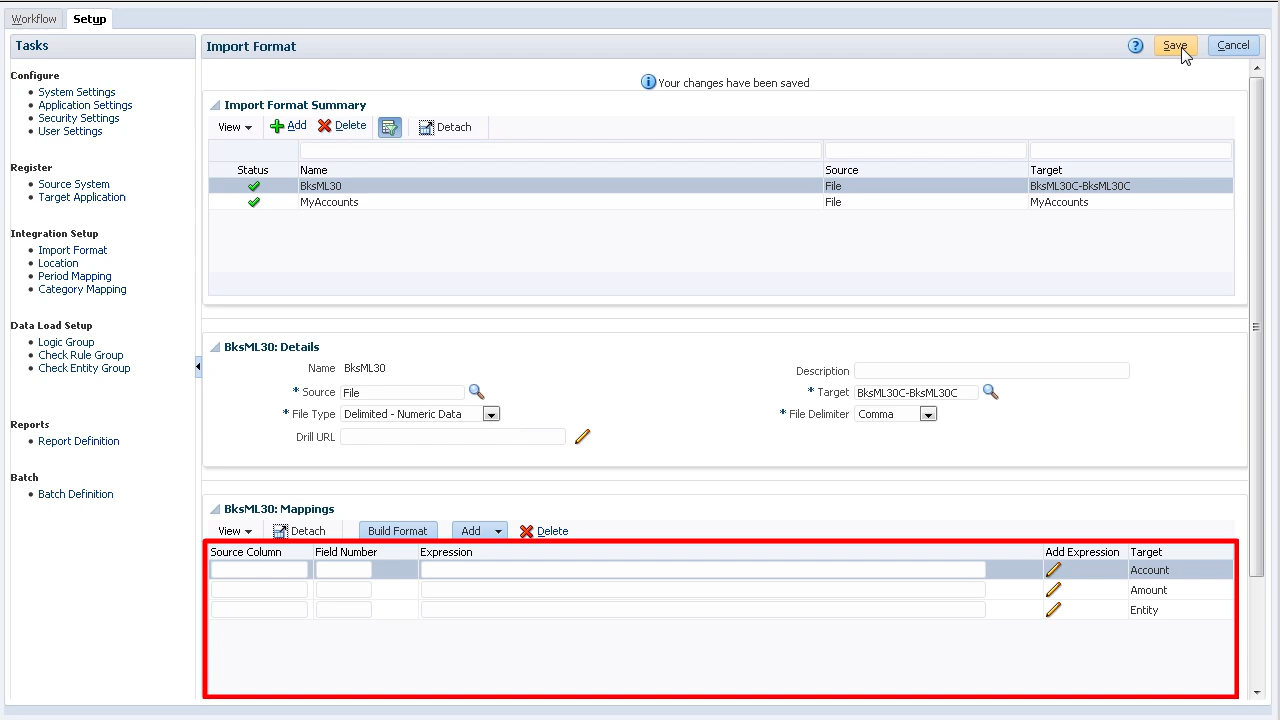 Workflow Setup
Tasks
Import Format
Save Cancel
Configure
System Settings
Application Settings
Security Settings
User Settings
Register
Source System
Target Application
Integration Setup
Import Format
Location
Period Mapping
Category Mapping
Data Load Setup
Logic Group
Check Rule Group
Check Entity Group
Reports
Report Definition
Batch
Batch Definition
Your changes have been saved
Import Format Summary
View Add Delete Detach
Status Name Source Target
BksML30 File BksML30C-BksML30C
MyAccounts File MyAccounts
BksML30: Details
Name BksML30 Description
* Source File * Target BksML30C-BksML30C
* File Type Delimited - Numeric Data * File Delimiter Comma
Drill URL
BksML30: Mappings
View Detach Build Format Add Delete
Source Column Field Number Expression Add Expression Target
Account
Amount
Entity